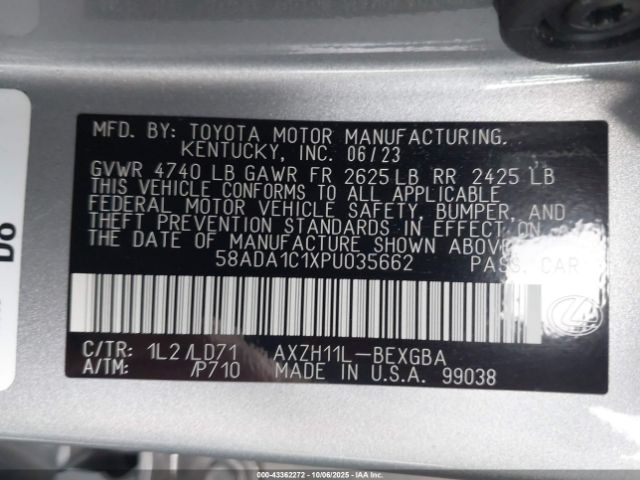 MFD. BY: TOYOTA MOTOR MANUFACTURING,
KENTUCKY, INC. 06/23
GVWR 4740 LB GAWR FR 2625 LB RR 2425 LB
THIS VEHICLE CONFORMS TO ALL APPLICABLE
FEDERAL MOTOR VEHICLE SAFETY, BUMPER, AND
THEFT PREVENTION STANDARDS IN EFFECT ON
THE DATE OF MANUFACTURE SHOWN ABOVE.
58ADA1C1XPU035662 PASS. CAR
C/TR: 1L2/LD71 AXZH11L-BEXGBA
A/TM: /P710 MADE IN U.S.A. 99038
D8
000-43362272 - 10/06/2025 - IAAI.COM